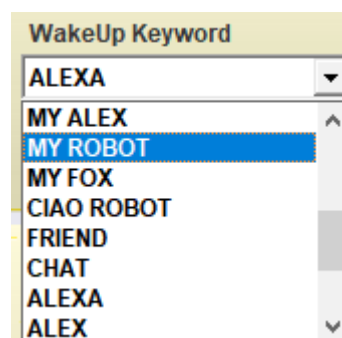 WakeUp Keyword
ALEXA
MY ALEX
MY ROBOT
MY FOX
CIAO ROBOT
FRIEND
CHAT
ALEXA
ALEX